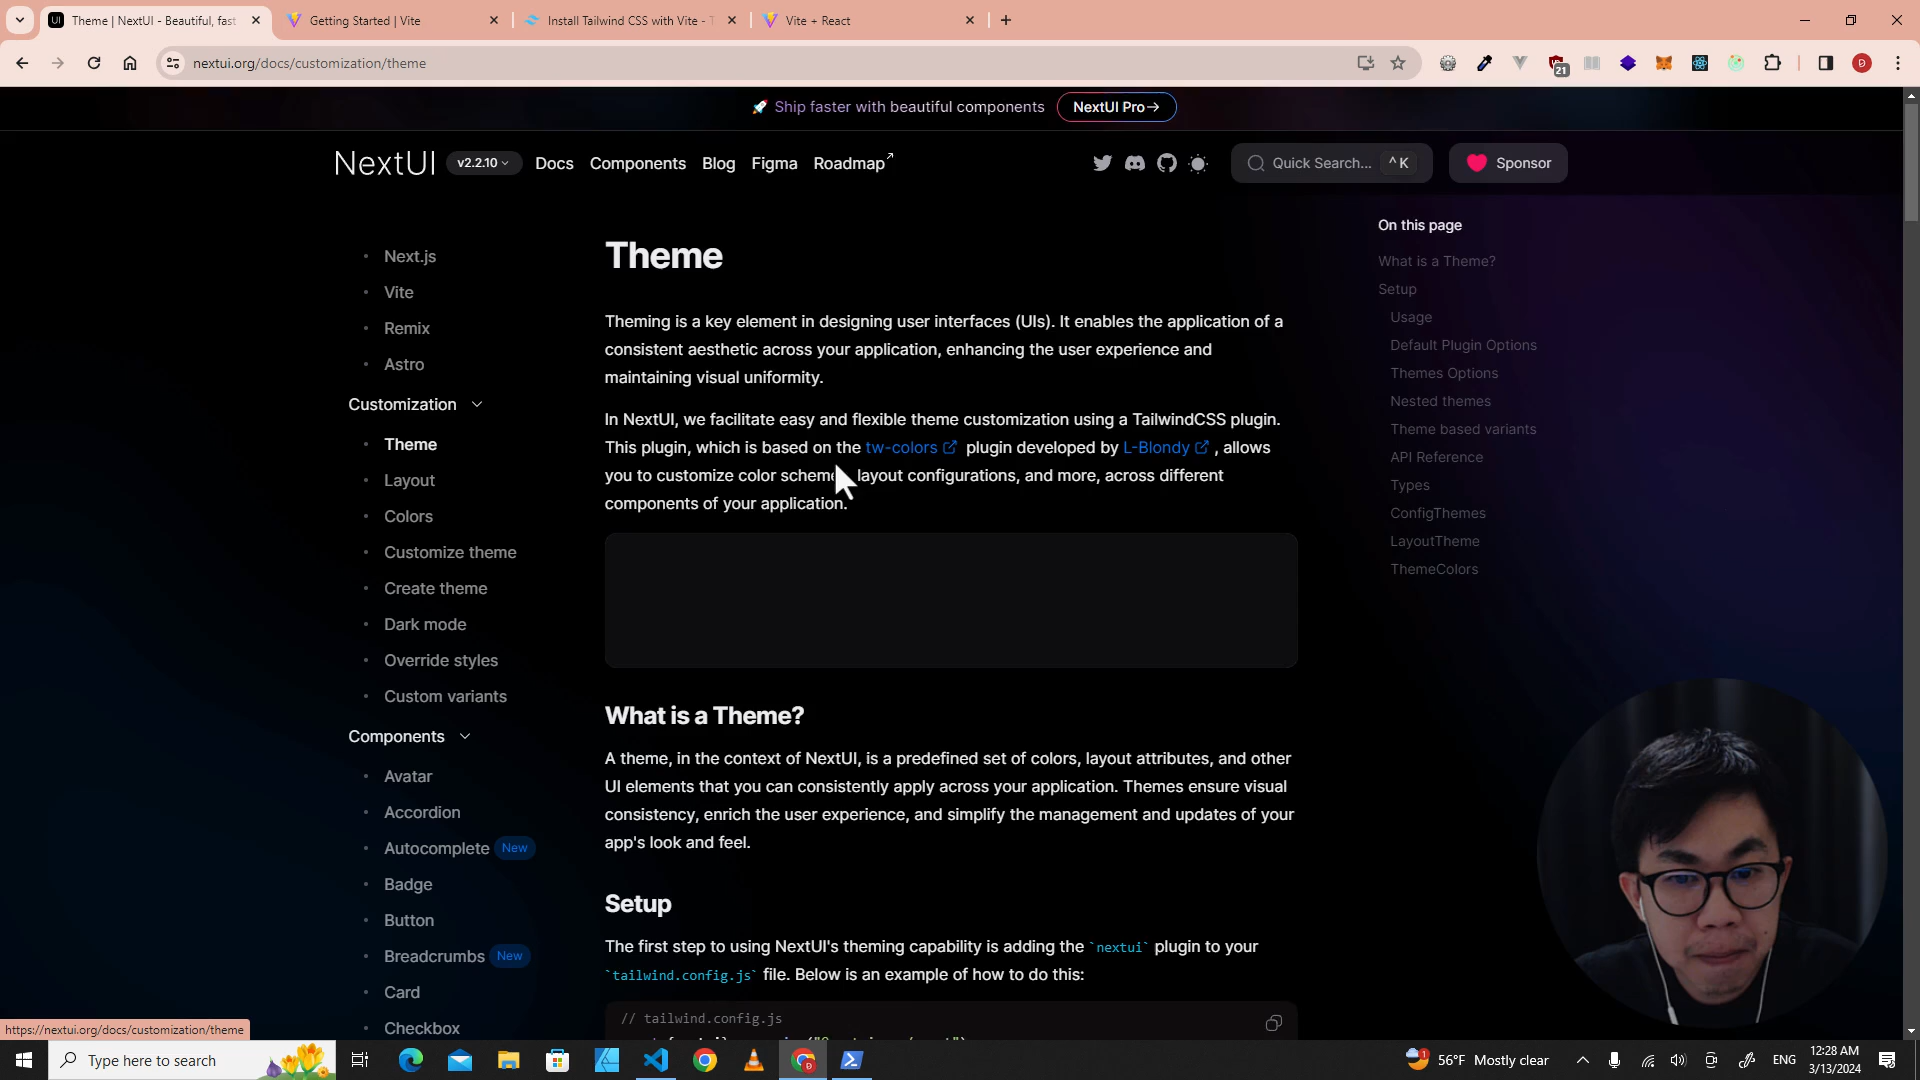 Theme | NextUI - Beautiful, fast
Getting Started | Vite
Install Tailwind CSS with Vite - T
Vite + React
nextui.org/docs/customization/theme
21
D
🚀 Ship faster with beautiful components
NextUI Pro→
NextUI
v2.2.10
Docs
Components
Blog
Figma
Roadmap
Quick Search...
^ K
Sponsor
Next.js
Vite
Remix
Astro
Customization
Theme
Layout
Colors
Customize theme
Create theme
Dark mode
Override styles
Custom variants
Components
Avatar
Accordion
Autocomplete New
Badge
Button
Breadcrumbs New
Card
Checkbox
Theme
Theming is a key element in designing user interfaces (UIs). It enables the application of a
consistent aesthetic across your application, enhancing the user experience and
maintaining visual uniformity.
In NextUI, we facilitate easy and flexible theme customization using a TailwindCSS plugin.
This plugin, which is based on the tw-colors plugin developed by L-Blondy , allows
you to customize color scheme layout configurations, and more, across different
components of your application.
What is a Theme?
A theme, in the context of NextUI, is a predefined set of colors, layout attributes, and other
UI elements that you can consistently apply across your application. Themes ensure visual
consistency, enrich the user experience, and simplify the management and updates of your
app's look and feel.
Setup
The first step to using NextUI's theming capability is adding the `nextui` plugin to your
`tailwind.config.js` file. Below is an example of how to do this:
// tailwind.config.js
On this page
What is a Theme?
Setup
Usage
Default Plugin Options
Themes Options
Nested themes
Theme based variants
API Reference
Types
ConfigThemes
LayoutTheme
ThemeColors
https://nextui.org/docs/customization/theme
Type here to search
56°F Mostly clear
ENG
12:28 AM
3/13/2024